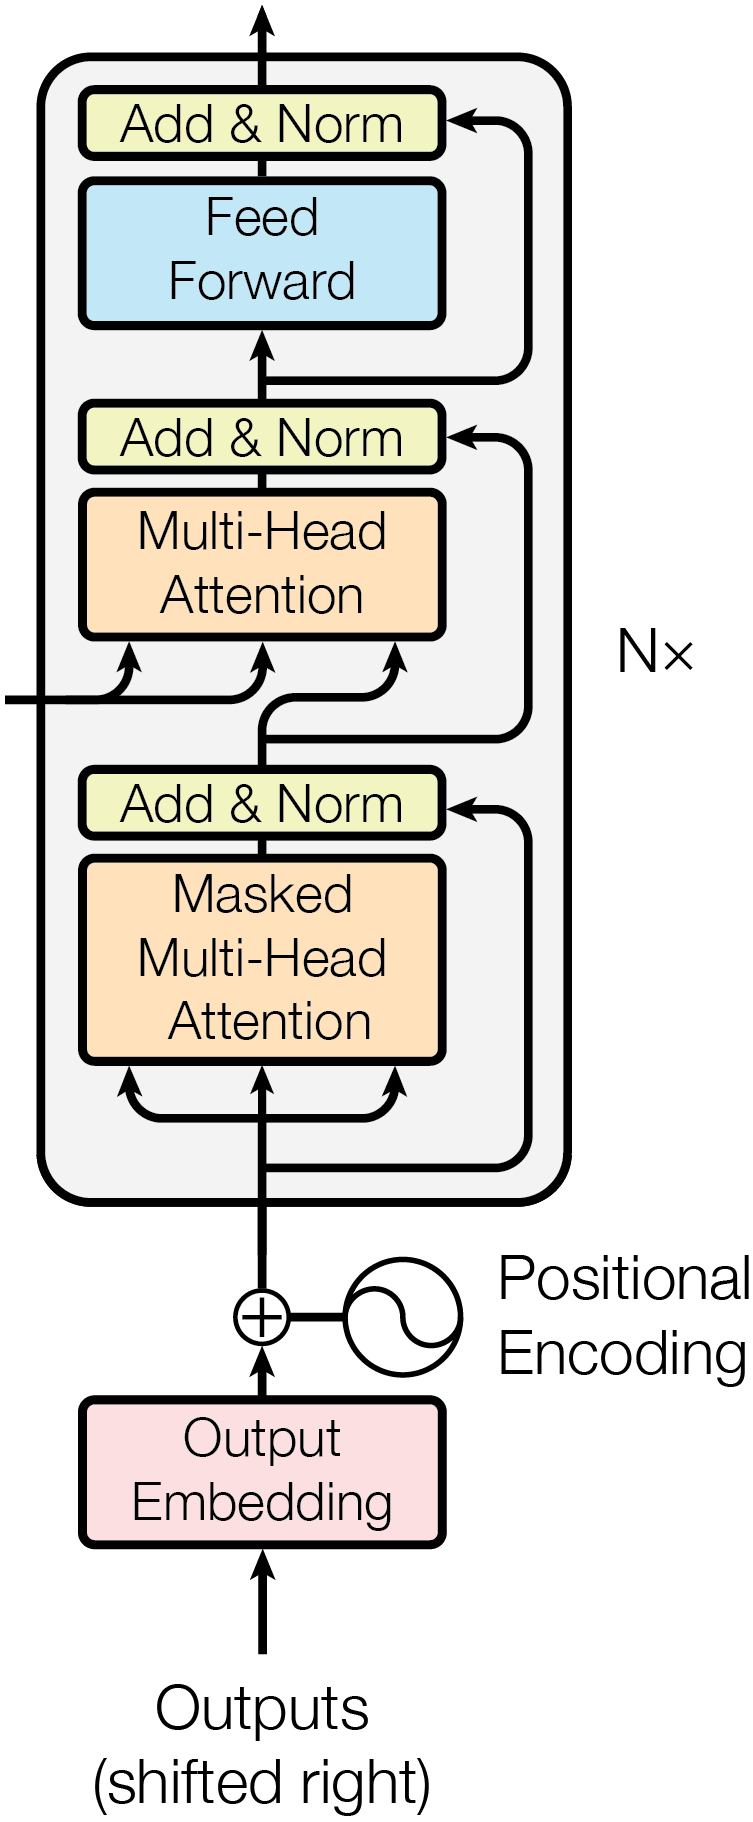 Add & Norm
Feed
Forward
Add & Norm
Multi-Head
Attention
N×
Add & Norm
Masked
Multi-Head
Attention
Positional
Encoding
Output
Embedding
Outputs
(shifted right)